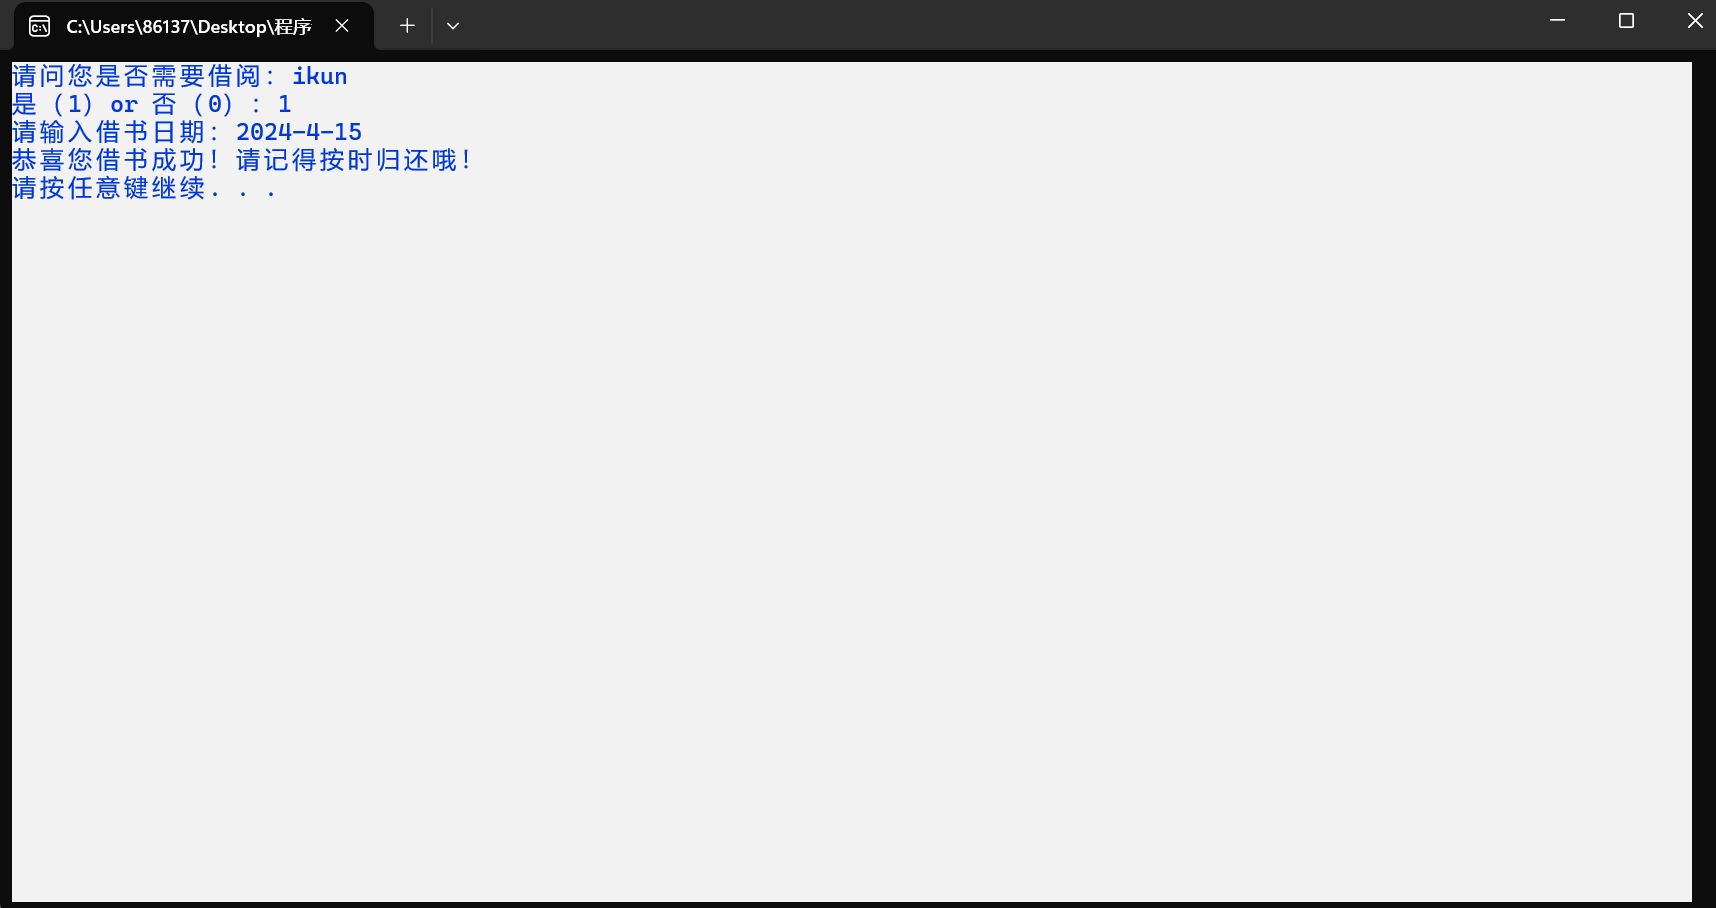 C:\Users\86137\Desktop\程序
请问您是否需要借阅：ikun
是（1）or 否（0）：1
请输入借书日期：2024-4-15
恭喜您借书成功！请记得按时归还哦！
请按任意键继续. . .